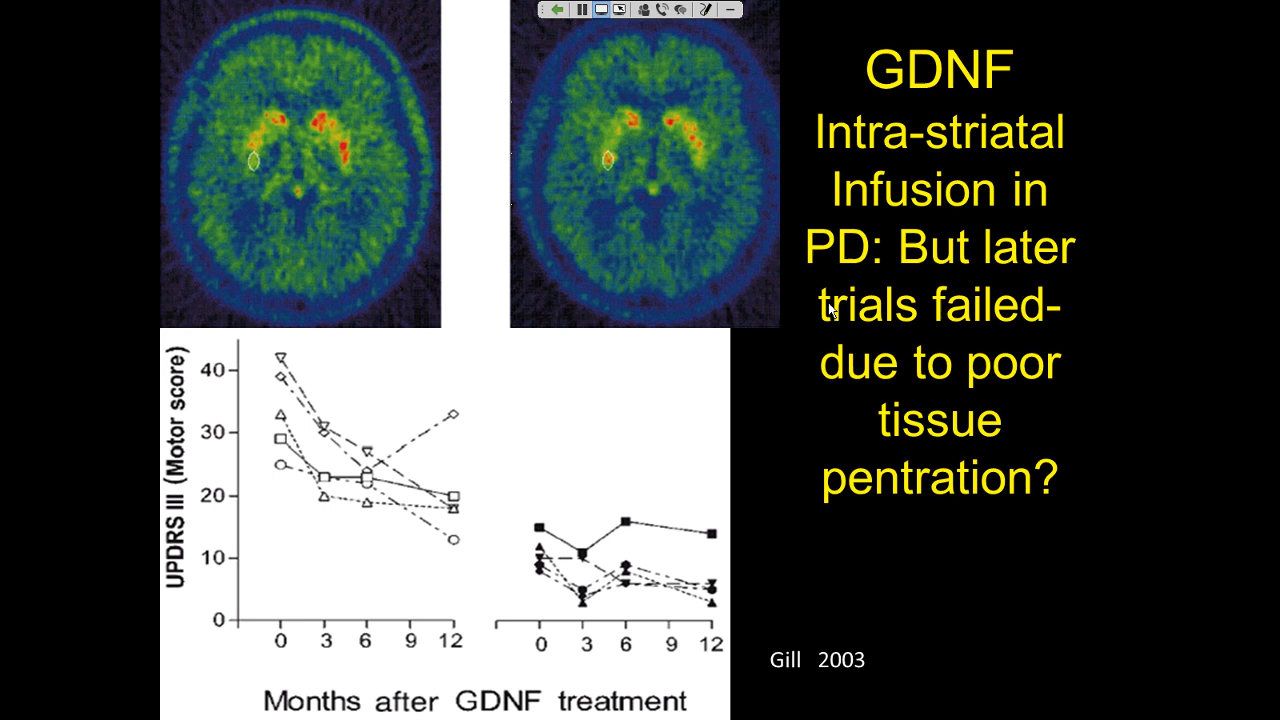 GDNF
Intra-striatal
Infusion in
PD: But later
trials failed-
due to poor
tissue
pentration?
UPDRS III (Motor score)
40
30
20
10
0
0 3 6 9 12
0 3 6 9 12
Months after GDNF treatment
Gill 2003